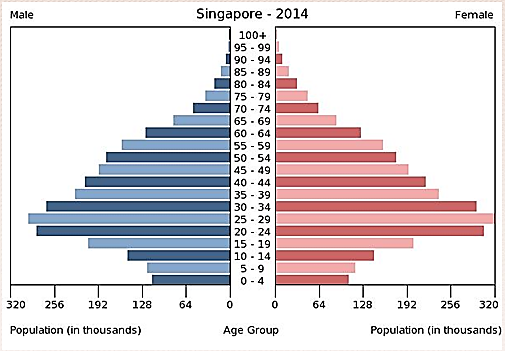 Male Singapore - 2014 Female
100+
95 - 99
90 - 94
85 - 89
80 - 84
75 - 79
70 - 74
65 - 69
60 - 64
55 - 59
50 - 54
45 - 49
40 - 44
35 - 39
30 - 34
25 - 29
20 - 24
15 - 19
10 - 14
5 - 9
0 - 4
320 256 192 128 64 0 0 64 128 192 256 320
Population (in thousands) Age Group Population (in thousands)